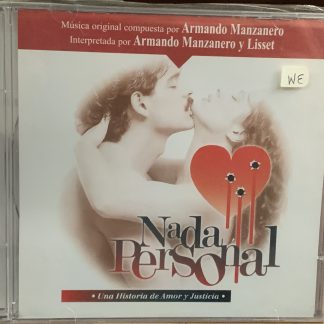 Música original compuesta por Armando Manzanero
Interpretada por Armando Manzanero y Lisset
WE
Nada
Personal
• Una Historia de Amor y Justicia •